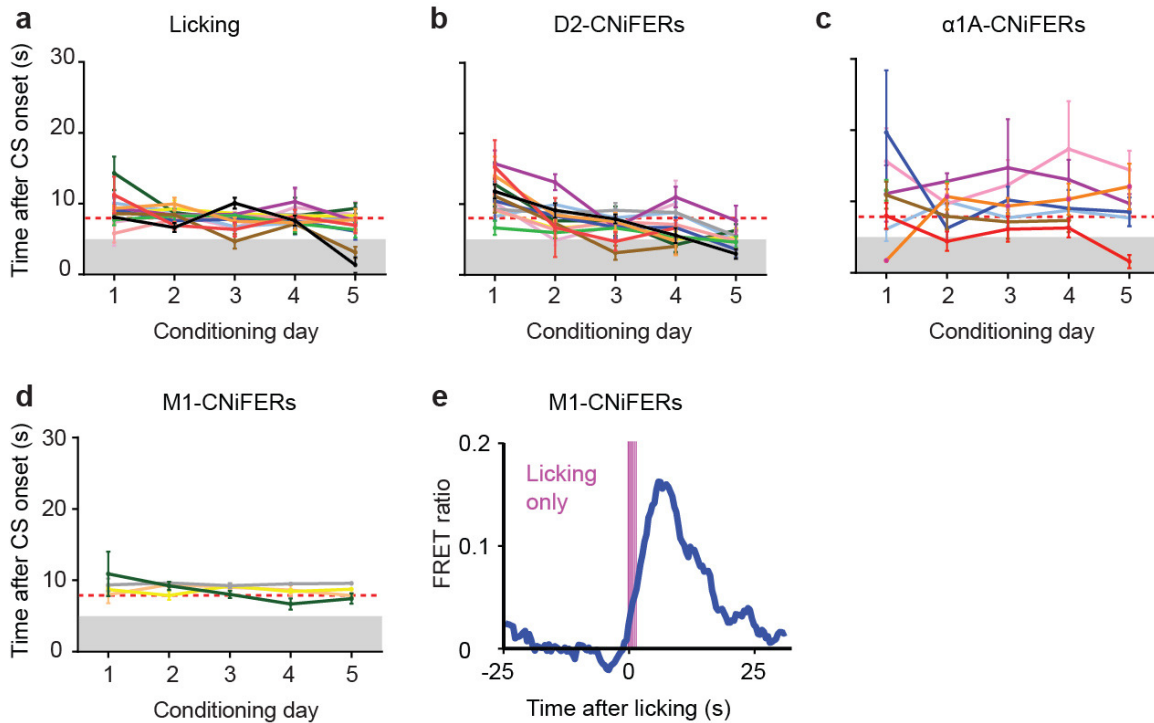 a
Licking
b
D2-CNiFERs
c
α1A-CNiFERs
Time after CS onset (s)
30
20
10
0
1 2 3 4 5
Conditioning day
1 2 3 4 5
Conditioning day
1 2 3 4 5
Conditioning day
d
M1-CNiFERs
Time after CS onset (s)
30
20
10
0
1 2 3 4 5
Conditioning day
e
M1-CNiFERs
FRET ratio
0.2
0.1
0
Licking
only
-25 0 25
Time after licking (s)